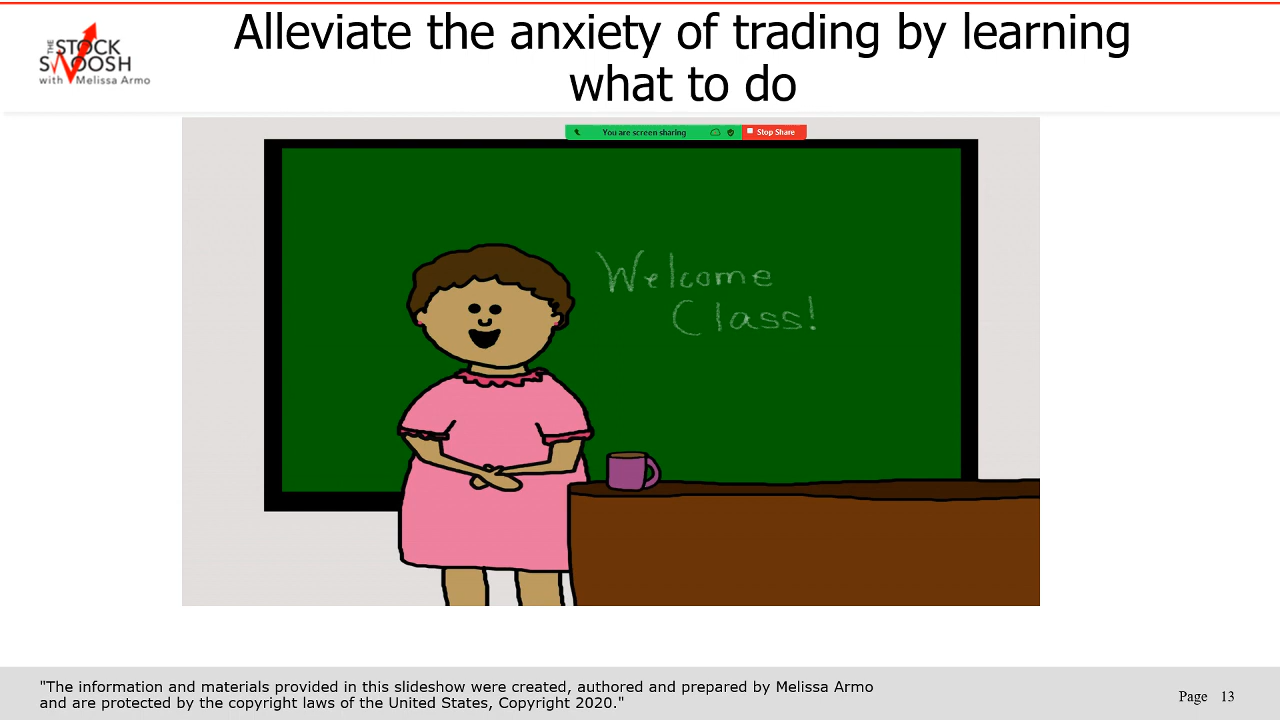 THE STOCK
SWOOSH
with Melissa Armo
Alleviate the anxiety of trading by learning
what to do
You are screen sharing Stop Share
Welcome
Class!
"The information and materials provided in this slideshow were created, authored and prepared by Melissa Armo
and are protected by the copyright laws of the United States, Copyright 2020."
Page 13